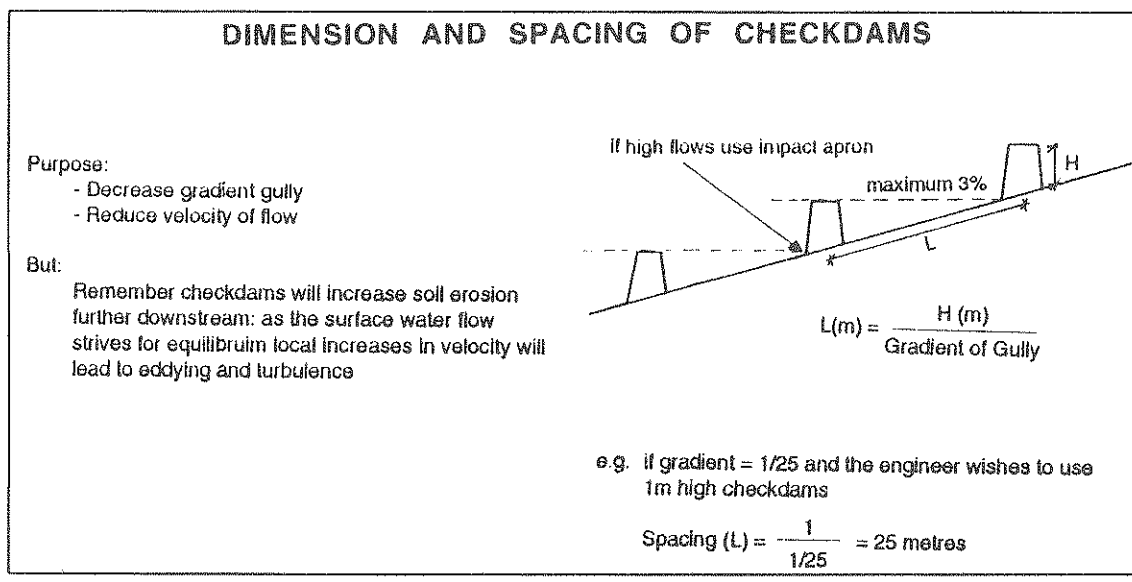 DIMENSION AND SPACING OF CHECKDAMS
Purpose:
- Decrease gradient gully
- Reduce velocity of flow
But:
Remember checkdams will increase soil erosion
further downstream: as the surface water flow
strives for equilibruim local increases in velocity will
lead to eddying and turbulence
if high flows use impact apron
maximum 3%
H
L
L(m) = H (m)
Gradient of Gully
e.g. if gradient = 1/25 and the engineer wishes to use
1m high checkdams
Spacing (L) = 1
1/25
= 25 metres